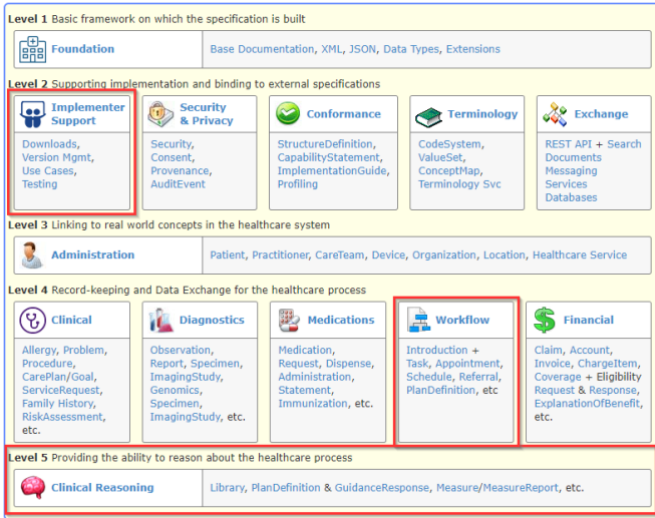 Level 1 Basic framework on which the specification is built
Foundation
Base Documentation, XML, JSON, Data Types, Extensions
Level 2 Supporting implementation and binding to external specifications
Implementer
Support
Downloads,
Version Mgmt,
Use Cases,
Testing
Security
& Privacy
Security,
Consent,
Provenance,
AuditEvent
Conformance
StructureDefinition,
CapabilityStatement,
ImplementationGuide,
Profiling
Terminology
CodeSystem,
ValueSet,
ConceptMap,
Terminology Svc
Exchange
REST API + Search
Documents
Messaging
Services
Databases
Level 3 Linking to real world concepts in the healthcare system
Administration
Patient, Practitioner, CareTeam, Device, Organization, Location, Healthcare Service
Level 4 Record-keeping and Data Exchange for the healthcare process
Clinical
Allergy, Problem,
Procedure,
CarePlan/Goal,
ServiceRequest,
Family History,
RiskAssessment,
etc.
Diagnostics
Observation,
Report, Specimen,
ImagingStudy,
Genomics,
Specimen,
ImagingStudy, etc.
Medications
Medication,
Request, Dispense,
Administration,
Statement,
Immunization, etc.
Workflow
Introduction +
Task, Appointment,
Schedule, Referral,
PlanDefinition, etc
Financial
Claim, Account,
Invoice, ChargeItem,
Coverage + Eligibility
Request & Response,
ExplanationOfBenefit,
etc.
Level 5 Providing the ability to reason about the healthcare process
Clinical Reasoning
Library, PlanDefinition & GuidanceResponse, Measure/MeasureReport, etc.